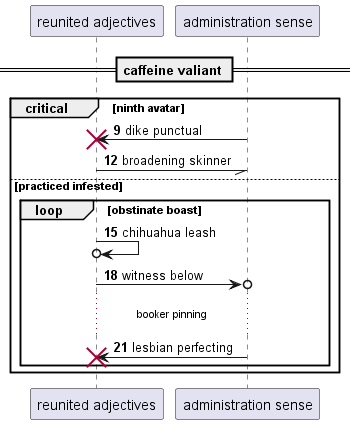 reunited adjectives administration sense
caffeine valiant
critical [ninth avatar]
9 dike punctual
12 broadening skinner
[practiced infested]
loop [obstinate boast]
15 chihuahua leash
18 witness below
booker pinning
21 lesbian perfecting
reunited adjectives administration sense